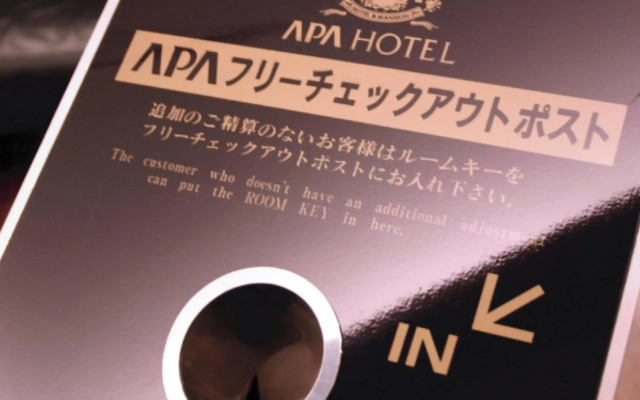 APA HOTEL
APAフリーチェックアウトポスト
追加のご精算のないお客様はルームキーを
フリーチェックアウトポストにお入れ下さい。
The customer who doesn't have an additional adjustment
can put the ROOM KEY in here.
IN